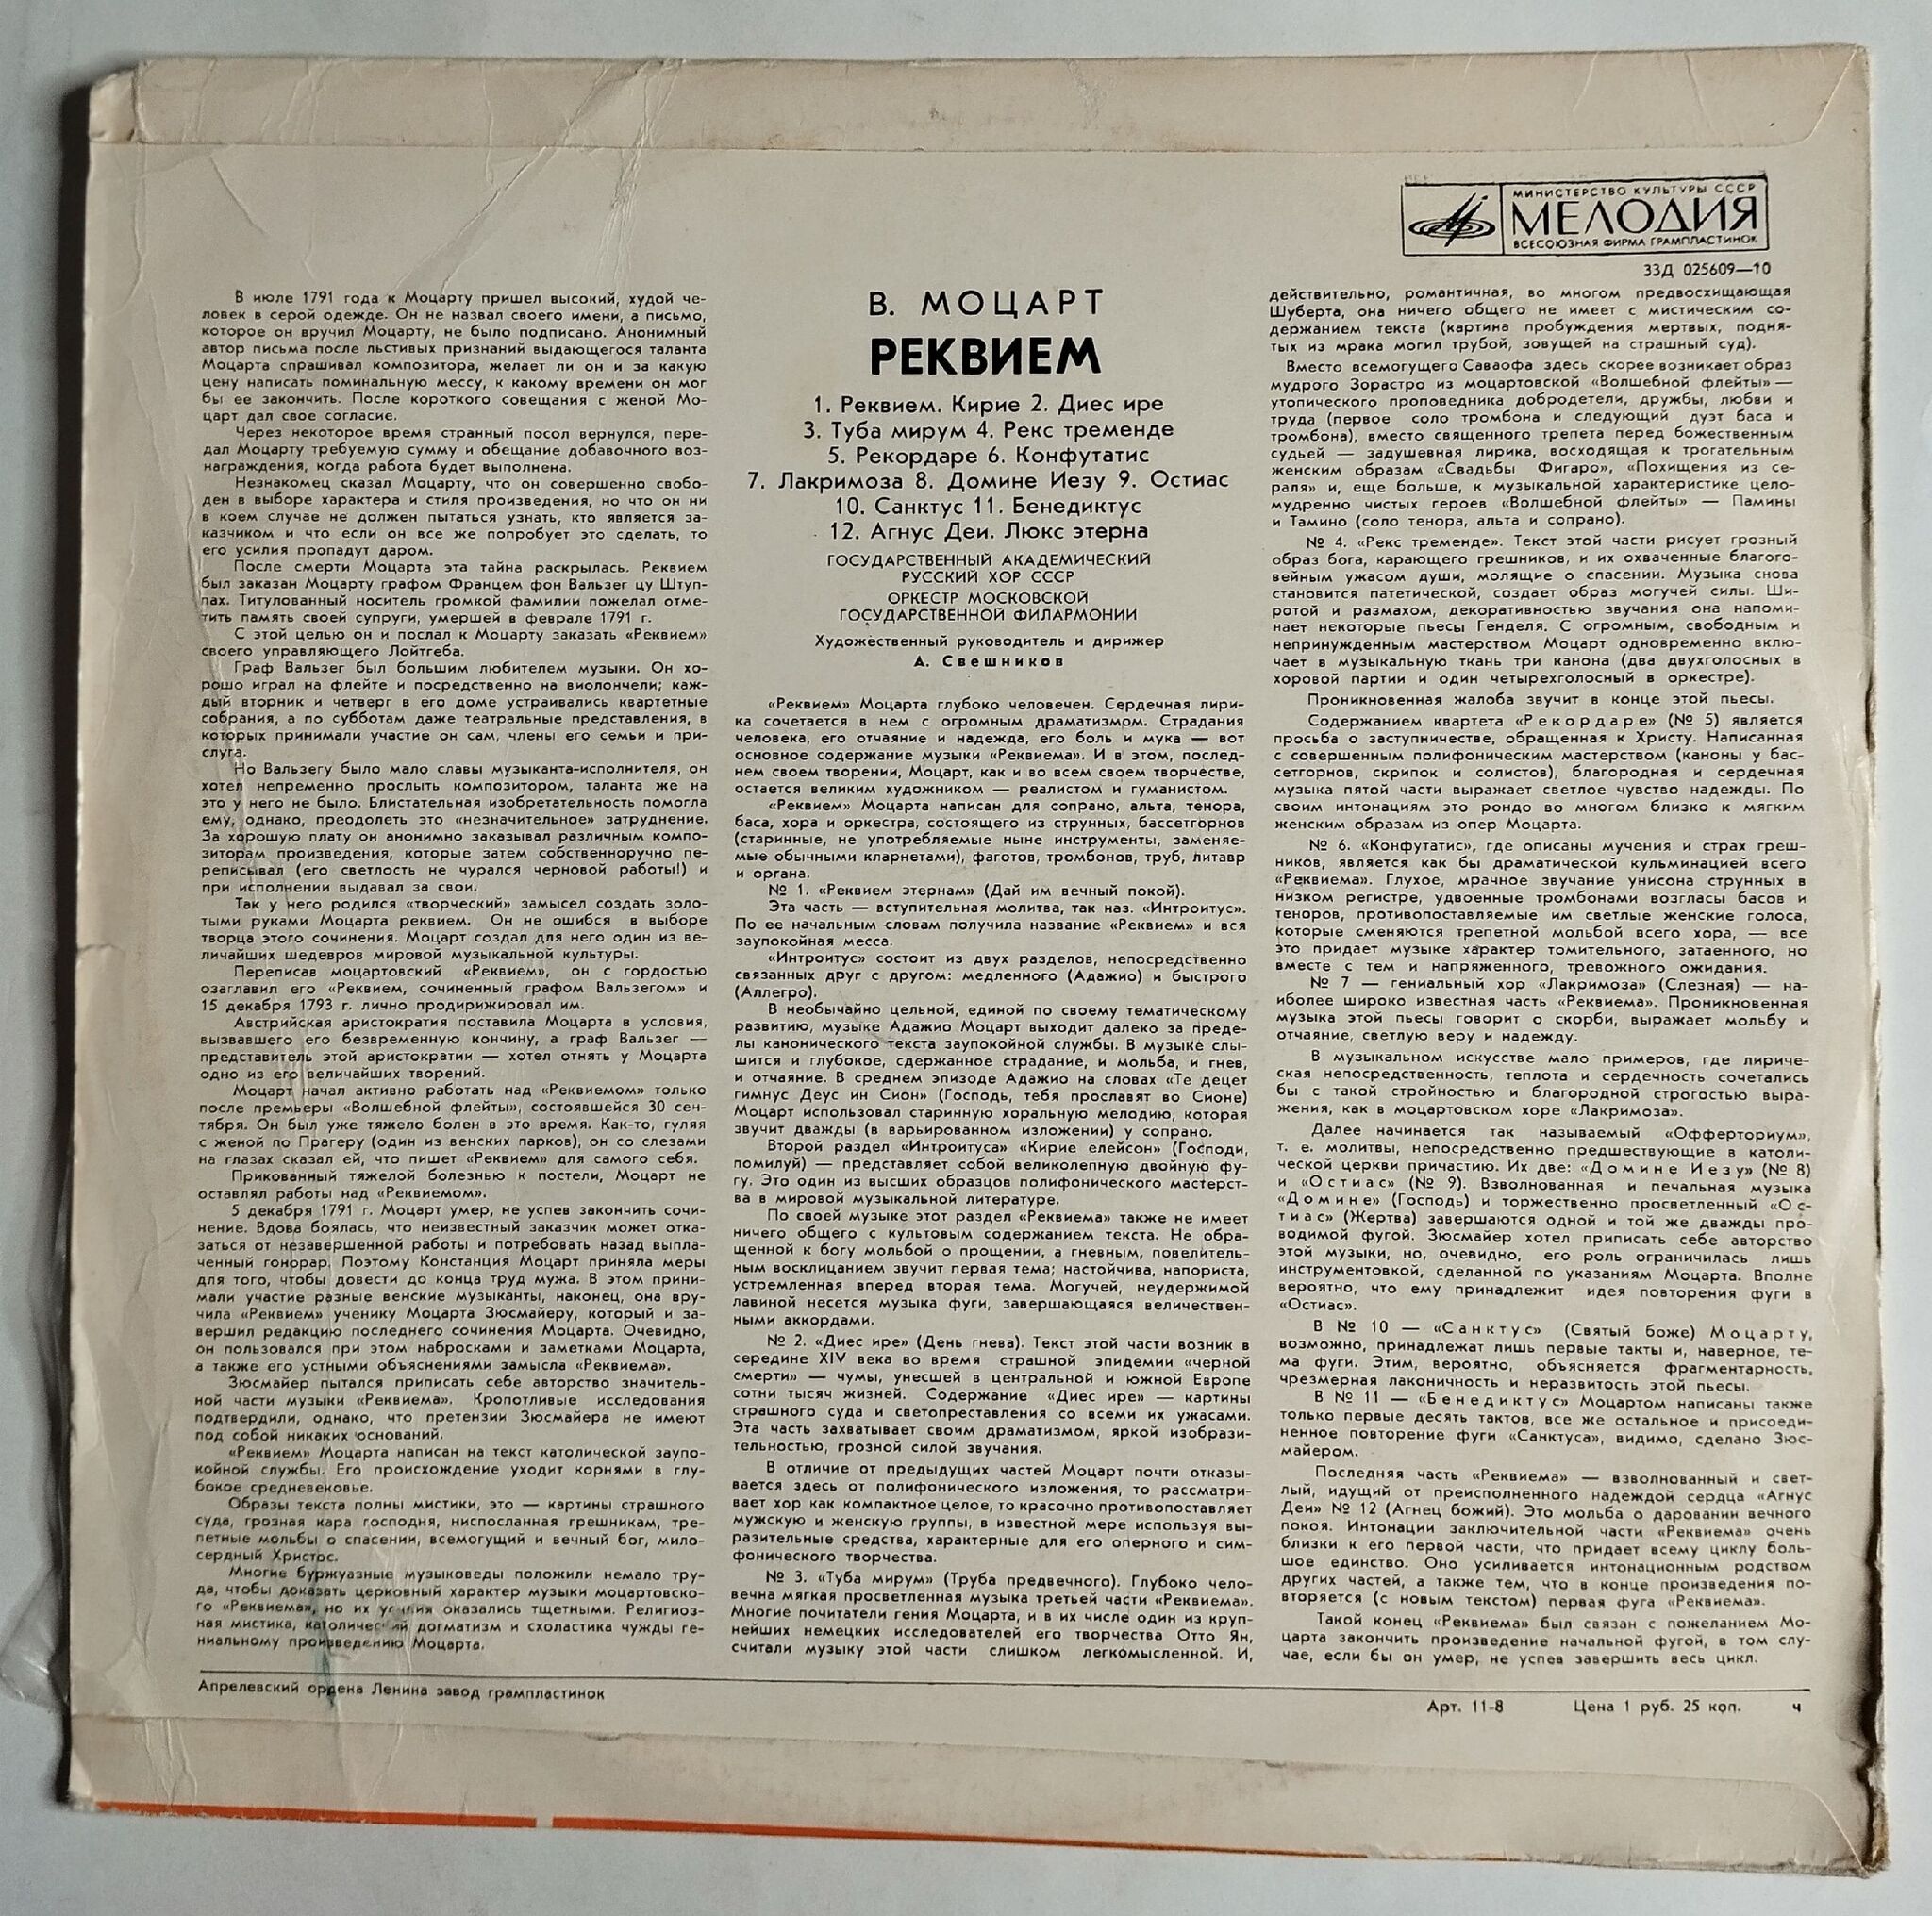 МИНИСТЕРСТВО КУЛЬТУРЫ СССР
МЕЛОДИЯ
ВСЕСОЮЗНАЯ ФИРМА ГРАМПЛАСТИНОК
33Д 025609—10
В июле 1791 года к Моцарту пришел высокий, худой че-
ловек в серой одежде. Он не назвал своего имени, а письмо,
которое он вручил Моцарту, не было подписано. Анонимный
автор письма после льстивых признаний выдающегося таланта
Моцарта спрашивал композитора, желает ли он и за какую
цену написать поминальную мессу, к какому времени он мог
бы ее закончить. После короткого совещания с женой Мо-
царт дал свое согласие.
Через некоторое время странный посол вернулся, пере-
дал Моцарту требуемую сумму и обещание добавочного воз-
награждения, когда работа будет выполнена.
Незнакомец сказал Моцарту, что он совершенно свобо-
ден в выборе характера и стиля произведения, но что он ни
в коем случае не должен пытаться узнать, кто является за-
казчиком и что если он все же попробует это сделать, то
его усилия пропадут даром.
После смерти Моцарта эта тайна раскрылась. Реквием
был заказан Моцарту графом Францем фон Вальзег цу Штуп-
пах. Титулованный носитель громкой фамилии пожелал отме-
тить память своей супруги, умершей в феврале 1791 г.
С этой целью он и послал к Моцарту заказать «Реквием»
своего управляющего Лойтгеба.
Граф Вальзег был большим любителем музыки. Он хо-
рошо играл на флейте и посредственно на виолончели; каж-
дый вторник и четверг в его доме устраивались квартетные
собрания, а по субботам даже театральные представления, в
которых принимали участие он сам, члены его семьи и при-
слуга.
Но Вальзегу было мало славы музыканта-исполнителя, он
хотел непременно прослыть композитором, таланта же на
это у него не было. Блистательная изобретательность помогла
ему, однако, преодолеть это «незначительное» затруднение.
За хорошую плату он анонимно заказывал различным компо-
зиторам произведения, которые затем собственноручно пе-
реписывал (его светлость не чурался черновой работы!) и
при исполнении выдавал за свои.
Так у него родился «творческий» замысел создать золо-
тыми руками Моцарта реквием. Он не ошибся в выборе
творца этого сочинения. Моцарт создал для него один из ве-
личайших шедевров мировой музыкальной культуры.
Переписав моцартовский «Реквием», он с гордостью
озаглавил его «Реквием, сочиненный графом Вальзегом» и
15 декабря 1793 г. лично продирижировал им.
Австрийская аристократия поставила Моцарта в условия,
вызвавшего его безвременную кончину, а граф Вальзег —
представитель этой аристократии — хотел отнять у Моцарта
одно из его величайших творений.
Моцарт начал активно работать над «Реквиемом» только
после премьеры «Волшебной флейты», состоявшейся 30 сен-
тября. Он был уже тяжело болен в это время. Как-то, гуляя
с женой по Прагеру (один из венских парков), он со слезами
на глазах сказал ей, что пишет «Реквием» для самого себя.
Прикованный тяжелой болезнью к постели, Моцарт не
оставлял работы над «Реквиемом».
5 декабря 1791 г. Моцарт умер, не успев закончить сочи-
нение. Вдова боялась, что неизвестный заказчик может отка-
заться от незавершенной работы и потребовать назад выпла-
ченный гонорар. Поэтому Констанция Моцарт приняла меры
для того, чтобы довести до конца труд мужа. В этом прини-
мали участие разные венские музыканты, наконец, она вру-
чила «Реквием» ученику Моцарта Зюсмайеру, который и за-
вершил редакцию последнего сочинения Моцарта. Очевидно,
он пользовался при этом набросками и заметками Моцарта,
а также его устными объяснениями замысла «Реквиема».
Зюсмайер пытался приписать себе авторство значитель-
ной части музыки «Реквиема». Кропотливые исследования
подтвердили, однако, что претензии Зюсмайера не имеют
под собой никаких оснований.
«Реквием» Моцарта написан на текст католической заупо-
койной службы. Его происхождение уходит корнями в глу-
бокое средневековье.
Образы текста полны мистики, это — картины страшного
суда, грозная кара господня, ниспосланная грешникам, тре-
петные мольбы о спасении, всемогущий и вечный бог, мило-
сердный Христос.
Многие буржуазные музыковеды положили немало тру-
да, чтобы доказать церковный характер музыки моцартовско-
го «Реквиема», но их усилия оказались тщетными. Религиоз-
ная мистика, католический догматизм и схоластика чужды ге-
ниальному произведению Моцарта.
В. МОЦАРТ
РЕКВИЕМ
1. Реквием. Кирие 2. Диес ире
3. Туба мирум 4. Рекс тременде
5. Рекордаре 6. Конфутатис
7. Лакримоза 8. Домине Иезу 9. Остиас
10. Санктус 11. Бенедиктус
12. Агнус Деи. Люкс этерна
ГОСУДАРСТВЕННЫЙ АКАДЕМИЧЕСКИЙ
РУССКИЙ ХОР СССР
ОРКЕСТР МОСКОВСКОЙ
ГОСУДАРСТВЕННОЙ ФИЛАРМОНИИ
Художественный руководитель и дирижер
А. Свешников
«Реквием» Моцарта глубоко человечен. Сердечная лири-
ка сочетается в нем с огромным драматизмом. Страдания
человека, его отчаяние и надежда, его боль и мука — вот
основное содержание музыки «Реквиема». И в этом, послед-
нем своем творении, Моцарт, как и во всем своем творчестве,
остается великим художником — реалистом и гуманистом.
«Реквием» Моцарта написан для сопрано, альта, тенора,
баса, хора и оркестра, состоящего из струнных, бассетгорнов
(старинные, не употребляемые ныне инструменты, заменяе-
мые обычными кларнетами), фаготов, тромбонов, труб, литавр
и органа.
№ 1. «Реквием этернам» (Дай им вечный покой).
Эта часть — вступительная молитва, так наз. «Интроитус».
По ее начальным словам получила название «Реквием» и вся
заупокойная месса.
«Интроитус» состоит из двух разделов, непосредственно
связанных друг с другом: медленного (Адажио) и быстрого
(Аллегро).
В необычайно цельной, единой по своему тематическому
развитию, музыке Адажио Моцарт выходит далеко за преде-
лы канонического текста заупокойной службы. В музыке слы-
шится и глубокое, сдержанное страдание, и мольба, и гнев,
и отчаяние. В среднем эпизоде Адажио на словах «Те децет
гимнус Деус ин Сион» (Господь, тебя прославят во Сионе)
Моцарт использовал старинную хоральную мелодию, которая
звучит дважды (в варьированном изложении) у сопрано.
Второй раздел «Интроитуса» «Кирие елейсон» (Господи,
помилуй) — представляет собой великолепную двойную фу-
гу. Это один из высших образцов полифонического мастерст-
ва в мировой музыкальной литературе.
По своей музыке этот раздел «Реквиема» также не имеет
ничего общего с культовым содержанием текста. Не обра-
щенной к богу мольбой о прощении, а гневным, повелитель-
ным восклицанием звучит первая тема; настойчива, напориста,
устремленная вперед вторая тема. Могучей, неудержимой
лавиной несется музыка фуги, завершающаяся величествен-
ными аккордами.
№ 2. «Диес ире» (День гнева). Текст этой части возник в
середине XIV века во время страшной эпидемии «черной
смерти» — чумы, унесшей в центральной и южной Европе
сотни тысяч жизней. Содержание «Диес ире» — картины
страшного суда и светопреставления со всеми их ужасами.
Эта часть захватывает своим драматизмом, яркой изобрази-
тельностью, грозной силой звучания.
В отличие от предыдущих частей Моцарт почти отказы-
вается здесь от полифонического изложения, то рассматри-
вает хор как компактное целое, то красочно противопоставляет
мужскую и женскую группы, в известной мере используя вы-
разительные средства, характерные для его оперного и сим-
фонического творчества.
№ 3. «Туба мирум» (Труба предвечного). Глубоко чело-
вечна мягкая просветленная музыка третьей части «Реквиема».
Многие почитатели гения Моцарта, и в их числе один из круп-
нейших немецких исследователей его творчества Отто Ян,
считали музыку этой части слишком легкомысленной. И,
действительно, романтичная, во многом предвосхищающая
Шуберта, она ничего общего не имеет с мистическим со-
держанием текста (картина пробуждения мертвых, подня-
тых из мрака могил трубой, зовущей на страшный суд).
Вместо всемогущего Саваофа здесь скорее возникает образ
мудрого Зорастро из моцартовской «Волшебной флейты» —
утопического проповедника добродетели, дружбы, любви и
труда (первое соло тромбона и следующий дуэт баса и
тромбона), вместо священного трепета перед божественным
судьей — задушевная лирика, восходящая к трогательным
женским образам «Свадьбы Фигаро», «Похищения из се-
раля» и, еще больше, к музыкальной характеристике цело-
мудренно чистых героев «Волшебной флейты» — Памины
и Тамино (соло тенора, альта и сопрано).
№ 4. «Рекс тременде». Текст этой части рисует грозный
образ бога, карающего грешников, и их охваченные благого-
вейным ужасом души, молящие о спасении. Музыка снова
становится патетической, создает образ могучей силы. Ши-
ротой и размахом, декоративностью звучания она напоми-
нает некоторые пьесы Генделя. С огромным, свободным и
непринужденным мастерством Моцарт одновременно вклю-
чает в музыкальную ткань три канона (два двухголосных в
хоровой партии и один четырехголосный в оркестре).
Проникновенная жалоба звучит в конце этой пьесы.
Содержанием квартета «Рекордаре» (№ 5) является
просьба о заступничестве, обращенная к Христу. Написанная
с совершенным полифоническим мастерством (каноны у бас-
сетгорнов, скрипок и солистов), благородная и сердечная
музыка пятой части выражает светлое чувство надежды. По
своим интонациям это рондо во многом близко к мягким
женским образам из опер Моцарта.
№ 6. «Конфутатис», где описаны мучения и страх греш-
ников, является как бы драматической кульминацией всего
«Реквиема». Глухое, мрачное звучание унисона струнных в
низком регистре, удвоенные тромбонами возгласы басов и
теноров, противопоставляемые им светлые женские голоса,
которые сменяются трепетной мольбой всего хора, — все
это придает музыке характер томительного, затаенного, но
вместе с тем и напряженного, тревожного ожидания.
№ 7 — гениальный хор «Лакримоза» (Слезная) — на-
иболее широко известная часть «Реквиема». Проникновенная
музыка этой пьесы говорит о скорби, выражает мольбу и
отчаяние, светлую веру и надежду.
В музыкальном искусстве мало примеров, где лириче-
ская непосредственность, теплота и сердечность сочетались
бы с такой стройностью и благородной строгостью выра-
жения, как в моцартовском хоре «Лакримоза».
Далее начинается так называемый «Офферториум»,
т. е. молитвы, непосредственно предшествующие в католи-
ческой церкви причастию. Их две: «Домине Иезу» (№ 8)
и «Остиас» (№ 9). Взволнованная и печальная музыка
«Домине» (Господь) и торжественно просветленный «Ос-
тиас» (Жертва) завершаются одной и той же дважды про-
водимой фугой. Зюсмайер хотел приписать себе авторство
этой музыки, но, очевидно, его роль ограничилась лишь
инструментовкой, сделанной по указаниям Моцарта. Вполне
вероятно, что ему принадлежит идея повторения фуги в
«Остиас».
В № 10 — «Санктус» (Святый боже) Моцарту,
возможно, принадлежат лишь первые такты и, наверное, те-
ма фуги. Этим, вероятно, объясняется фрагментарность,
чрезмерная лаконичность и неразвитость этой пьесы.
В № 11 — «Бенедиктус» Моцартом написаны также
только первые десять тактов, все же остальное и присоеди-
ненное повторение фуги «Санктуса», видимо, сделано Зюс-
майером.
Последняя часть «Реквиема» — взволнованный и свет-
лый, идущий от преисполненного надеждой сердца «Агнус
Деи» № 12 (Агнец божий). Это мольба о даровании вечного
покоя. Интонации заключительной части «Реквиема» очень
близки к его первой части, что придает всему циклу боль-
шое единство. Оно усиливается интонационным родством
других частей, а также тем, что в конце произведения по-
вторяется (с новым текстом) первая фуга «Реквиема».
Такой конец «Реквиема» был связан с пожеланием Мо-
царта закончить произведение начальной фугой, в том слу-
чае, если бы он умер, не успев завершить весь цикл.
Апрелевский ордена Ленина завод грампластинок
Арт. 11-8 Цена 1 руб. 25 коп. ч